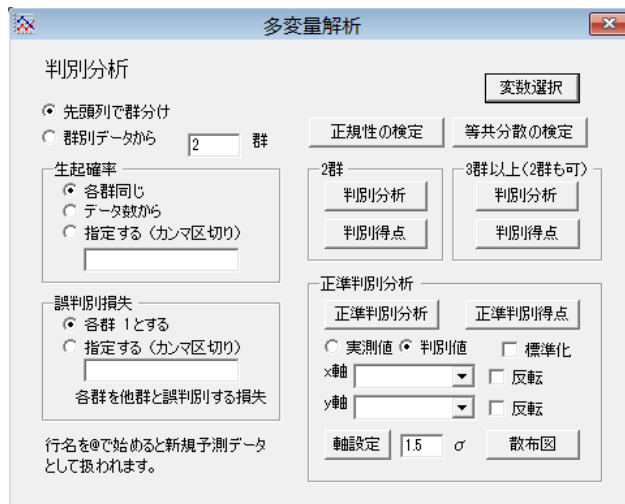 多変量解析
判別分析
変数選択
先頭列で群分け
群別データから 2 群
正規性の検定 等共分散の検定
生起確率
各群同じ
データ数から
指定する（カンマ区切り）
2群
判別分析
判別得点
3群以上（2群も可）
判別分析
判別得点
誤判別損失
各群 1とする
指定する（カンマ区切り）
各群を他群と誤判別する損失
正準判別分析
正準判別分析 正準判別得点
実測値 判別値 標準化
x軸 反転
y軸 反転
軸設定 1.5 σ 散布図
行名を@で始めると新規予測データ
として扱われます。